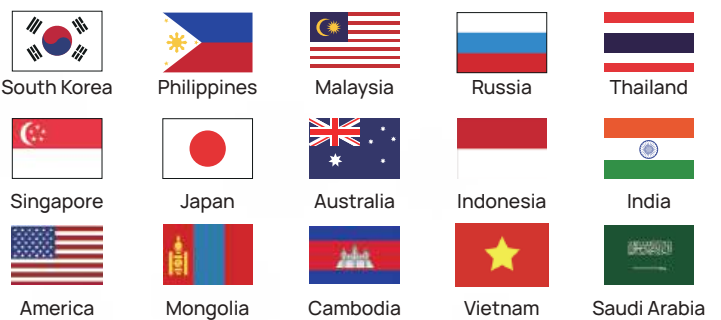 South Korea Philippines Malaysia Russia Thailand
Singapore Japan Australia Indonesia India
America Mongolia Cambodia Vietnam Saudi Arabia